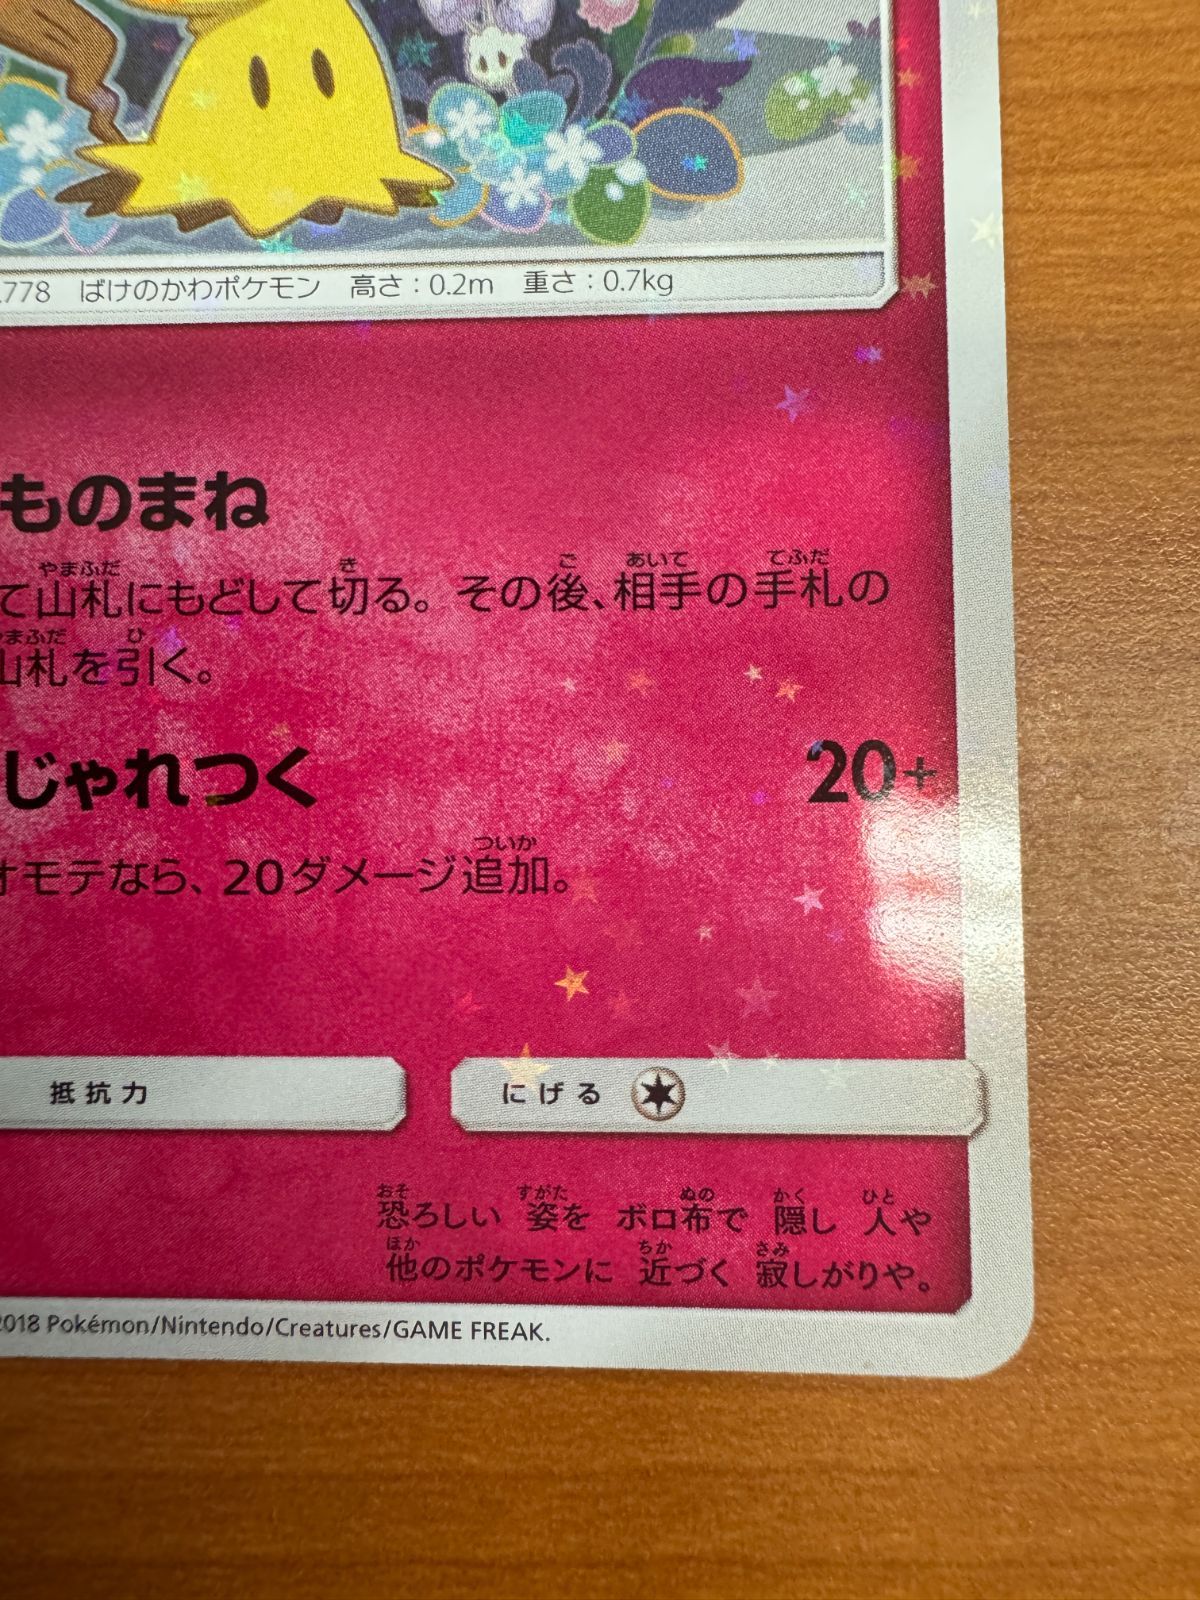 .778 ばけのかわポケモン 高さ：0.2m 重さ：0.7kg
ものまね
やまふだ き ご あいて てふだ
て山札にもどして切る。その後、相手の手札の
まふだ ひ
山札を引く。
じゃれつく 20+
ついか
オモテなら、20ダメージ追加。
抵抗力 にげる
おそ すがた ぬの かく ひと
恐ろしい 姿を ボロ布で 隠し 人や
ほか ちか さみ
他のポケモンに 近づく 寂しがりや。
2018 Pokémon/Nintendo/Creatures/GAME FREAK.